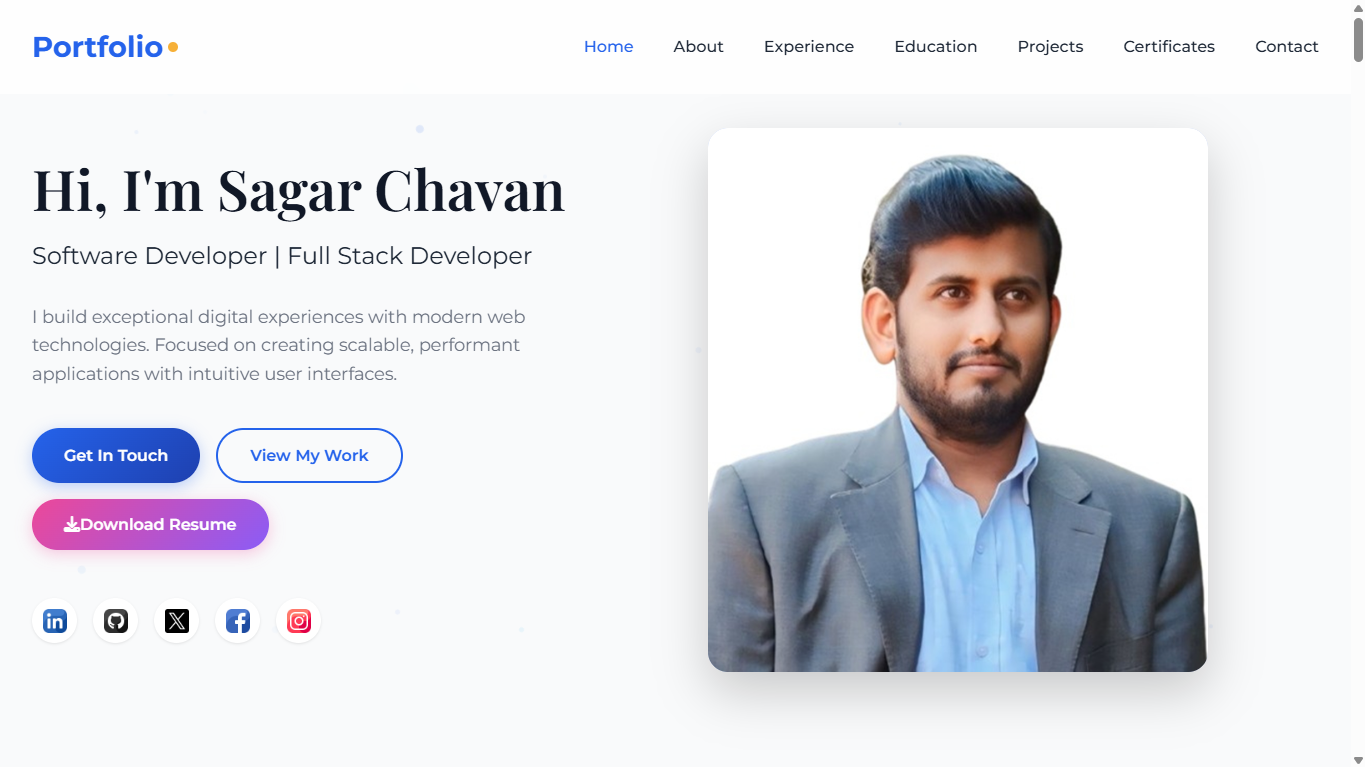 Portfolio
Home About Experience Education Projects Certificates Contact
Hi, I'm Sagar Chavan
Software Developer | Full Stack Developer
I build exceptional digital experiences with modern web
technologies. Focused on creating scalable, performant
applications with intuitive user interfaces.
Get In Touch
View My Work
Download Resume